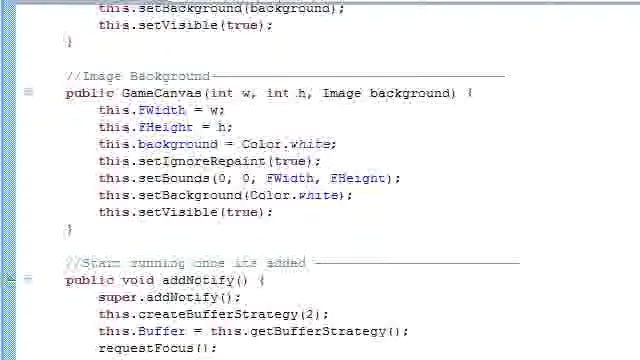 this.setBackground(background);
this.setVisible(true);
}
//Image Background
public GameCanvas(int w, int h, Image background) {
this.FWidth = w;
this.FHeight = h;
this.background = Color.white;
this.setIgnoreRepaint(true);
this.setBounds(0, 0, FWidth, FHeight);
this.setBackground(Color.white);
this.setVisible(true);
}
//Start running once its added
public void addNotify() {
super.addNotify();
this.createBufferStrategy(2);
this.Buffer = this.getBufferStrategy();
requestFocus();